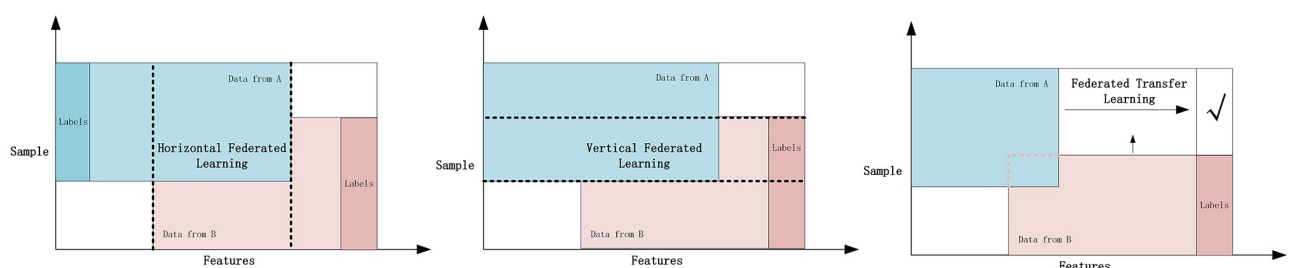 Data from A
Labels
Horizontal Federated
Learning
Sample
Labels
Data from B
Features
Data from A
Vertical Federated
Learning
Labels
Sample
Data from B
Features
Data from A
Federated Transfer
Learning
√
Sample
Labels
Data from B
Features